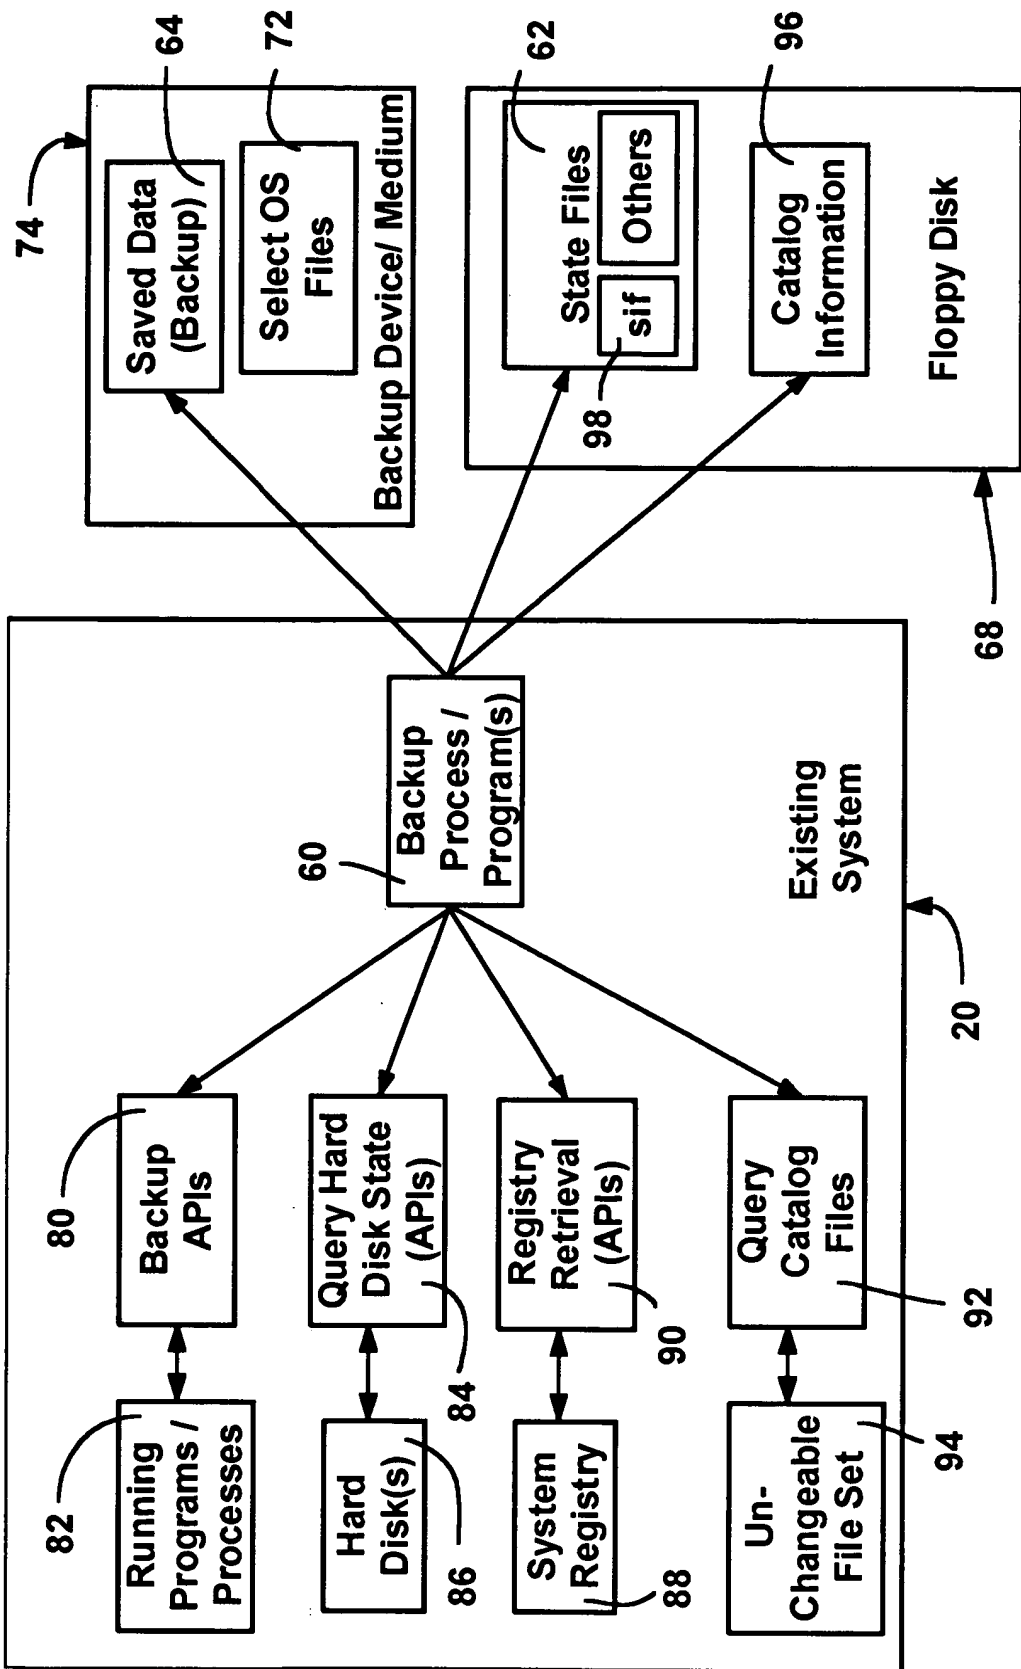 82
Running
Programs /
Processes
80
Backup
APIs
Hard
Disk(s)
86
Query Hard
Disk State
(APIs)
84
System
Registry
88
Registry
Retrieval
(APIs)
90
Un-
Changeable
File Set
94
Query
Catalog
Files
92
60
Backup
Process /
Program(s)
Existing
System
20
74
Saved Data
(Backup)
64
Select OS
Files
72
Backup Device/ Medium
State Files
62
98
sif
Others
Catalog
Information
96
Floppy Disk
68